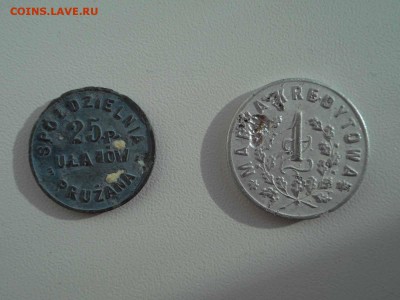 COINS.LAVE.RU
SPÓŁDZIELNIA
25
UŁANÓW
PRUŻANA
MARKA KREDYTOWA
1